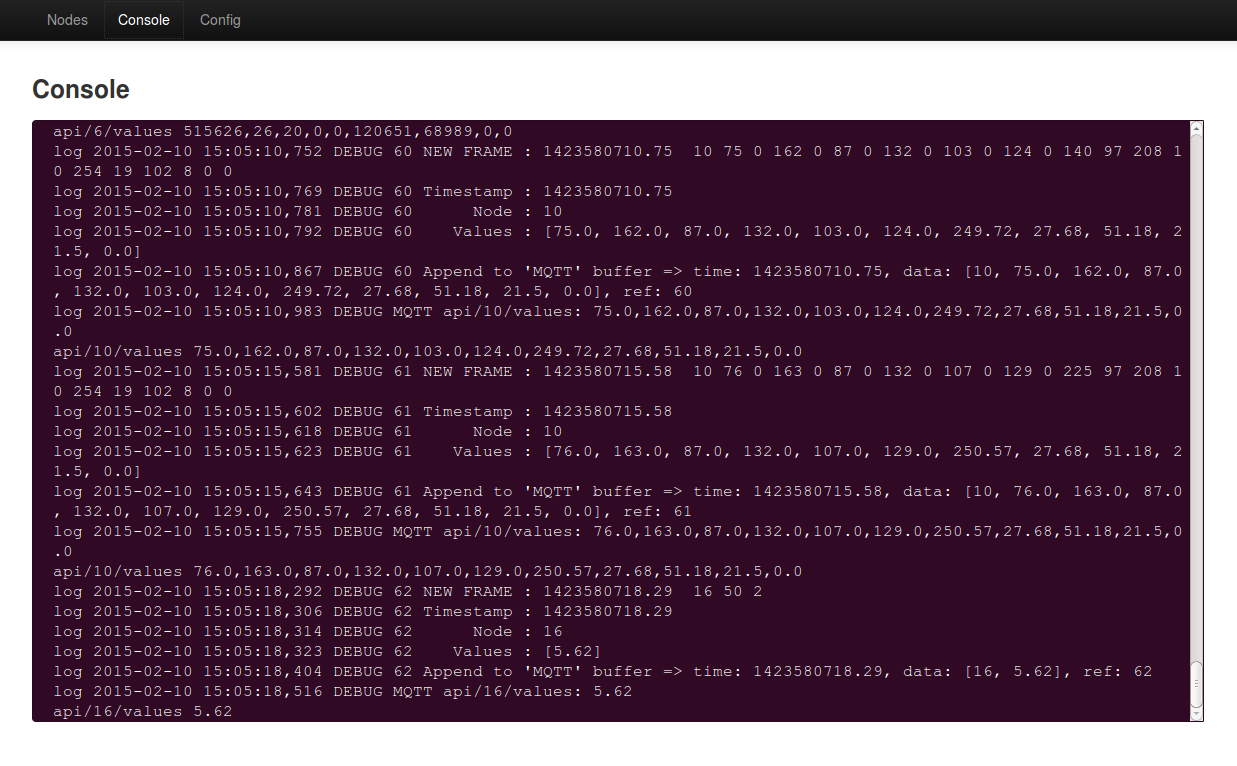 Nodes Console Config
Console
api/6/values 515626,26,20,0,0,120651,68989,0,0
log 2015-02-10 15:05:10,752 DEBUG 60 NEW FRAME : 1423580710.75  10 75 0 162 0 87 0 132 0 103 0 124 0 140 97 208 1
0 254 19 102 8 0 0
log 2015-02-10 15:05:10,769 DEBUG 60 Timestamp : 1423580710.75
log 2015-02-10 15:05:10,781 DEBUG 60      Node : 10
log 2015-02-10 15:05:10,792 DEBUG 60    Values : [75.0, 162.0, 87.0, 132.0, 103.0, 124.0, 249.72, 27.68, 51.18, 2
1.5, 0.0]
log 2015-02-10 15:05:10,867 DEBUG 60 Append to 'MQTT' buffer => time: 1423580710.75, data: [10, 75.0, 162.0, 87.0
, 132.0, 103.0, 124.0, 249.72, 27.68, 51.18, 21.5, 0.0], ref: 60
log 2015-02-10 15:05:10,983 DEBUG MQTT api/10/values: 75.0,162.0,87.0,132.0,103.0,124.0,249.72,27.68,51.18,21.5,0
.0
api/10/values 75.0,162.0,87.0,132.0,103.0,124.0,249.72,27.68,51.18,21.5,0.0
log 2015-02-10 15:05:15,581 DEBUG 61 NEW FRAME : 1423580715.58  10 76 0 163 0 87 0 132 0 107 0 129 0 225 97 208 1
0 254 19 102 8 0 0
log 2015-02-10 15:05:15,602 DEBUG 61 Timestamp : 1423580715.58
log 2015-02-10 15:05:15,618 DEBUG 61      Node : 10
log 2015-02-10 15:05:15,623 DEBUG 61    Values : [76.0, 163.0, 87.0, 132.0, 107.0, 129.0, 250.57, 27.68, 51.18, 2
1.5, 0.0]
log 2015-02-10 15:05:15,643 DEBUG 61 Append to 'MQTT' buffer => time: 1423580715.58, data: [10, 76.0, 163.0, 87.0
, 132.0, 107.0, 129.0, 250.57, 27.68, 51.18, 21.5, 0.0], ref: 61
log 2015-02-10 15:05:15,755 DEBUG MQTT api/10/values: 76.0,163.0,87.0,132.0,107.0,129.0,250.57,27.68,51.18,21.5,0
.0
api/10/values 76.0,163.0,87.0,132.0,107.0,129.0,250.57,27.68,51.18,21.5,0.0
log 2015-02-10 15:05:18,292 DEBUG 62 NEW FRAME : 1423580718.29  16 50 2
log 2015-02-10 15:05:18,306 DEBUG 62 Timestamp : 1423580718.29
log 2015-02-10 15:05:18,314 DEBUG 62      Node : 16
log 2015-02-10 15:05:18,323 DEBUG 62    Values : [5.62]
log 2015-02-10 15:05:18,404 DEBUG 62 Append to 'MQTT' buffer => time: 1423580718.29, data: [16, 5.62], ref: 62
log 2015-02-10 15:05:18,516 DEBUG MQTT api/16/values: 5.62
api/16/values 5.62